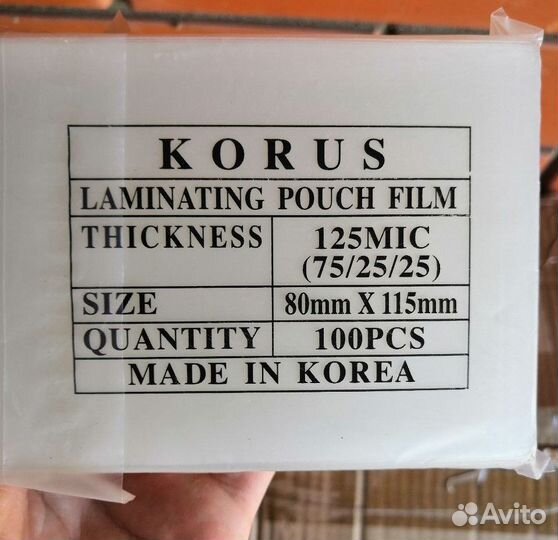 KORUS
LAMINATING POUCH FILM
THICKNESS 125MIC
(75/25/25)
SIZE 80mm X 115mm
QUANTITY 100PCS
MADE IN KOREA
Avito